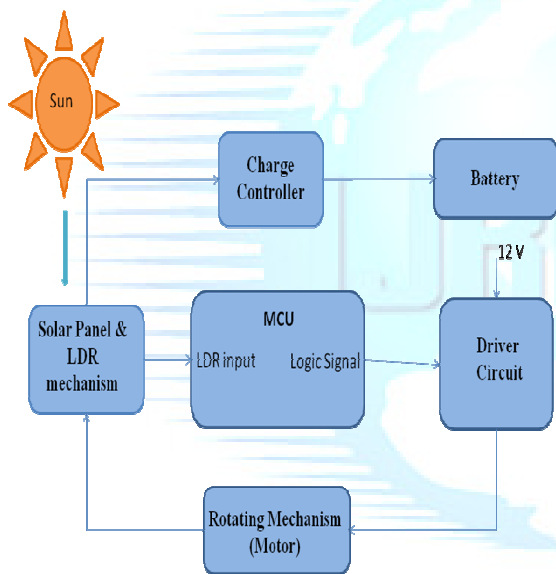 Sun
Charge
Controller
Battery
12 V
Solar Panel &
LDR
mechanism
MCU
LDR input
Logic Signal
Driver
Circuit
Rotating Mechanism
(Motor)